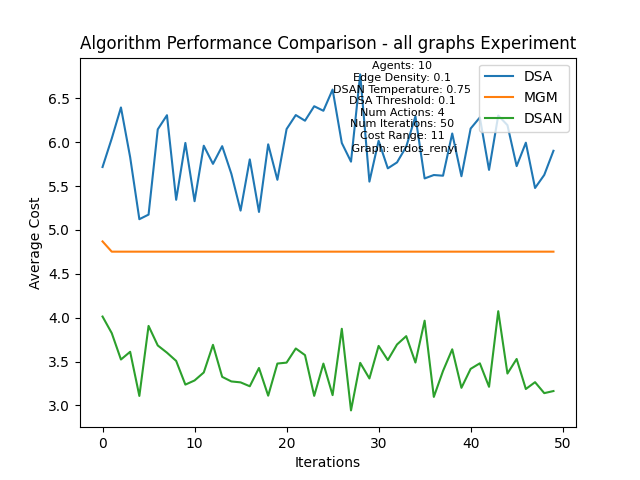 Algorithm Performance Comparison - all graphs Experiment
Agents: 10
Edge Density: 0.1
DSAN Temperature: 0.75
DSA Threshold: 0.1
Num Actions: 4
Num Iterations: 50
Cost Range: 11
Graph: erdos_renyi
DSA
MGM
DSAN
6.5
6.0
5.5
5.0
4.5
4.0
3.5
3.0
Average Cost
0 10 20 30 40 50
Iterations